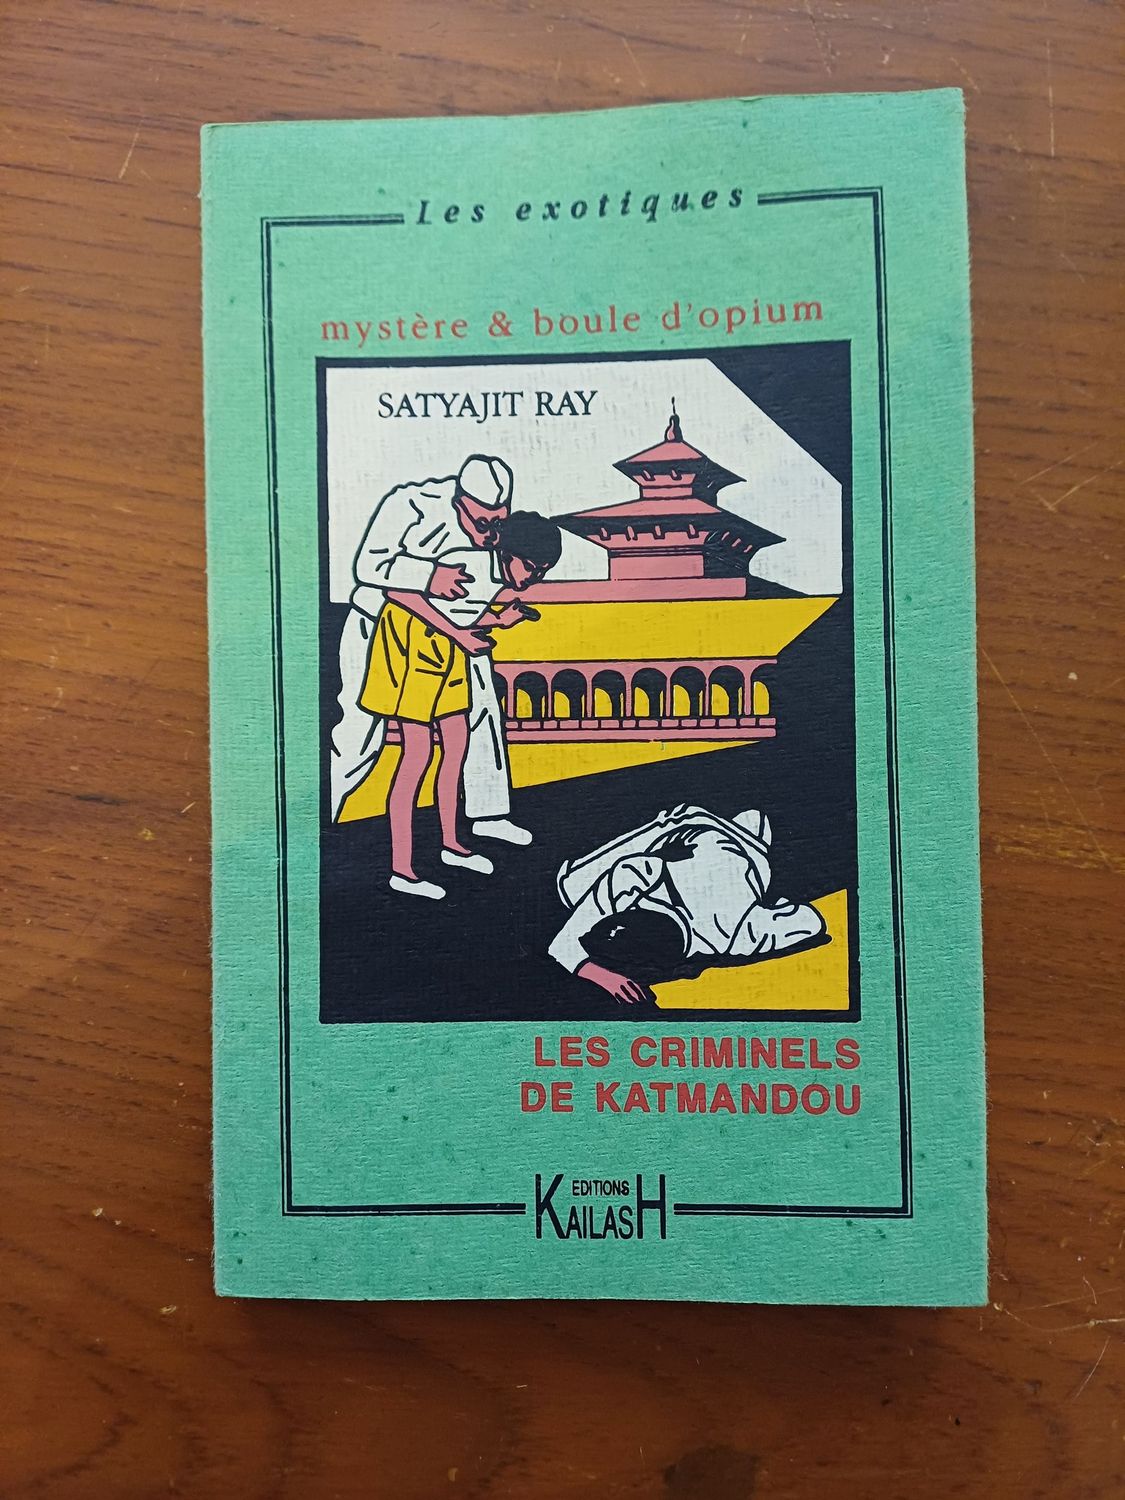 Les exotiques
mystère & boule d'opium
SATYAJIT RAY
LES CRIMINELS
DE KATMANDOU
EDITIONS
KAILASH